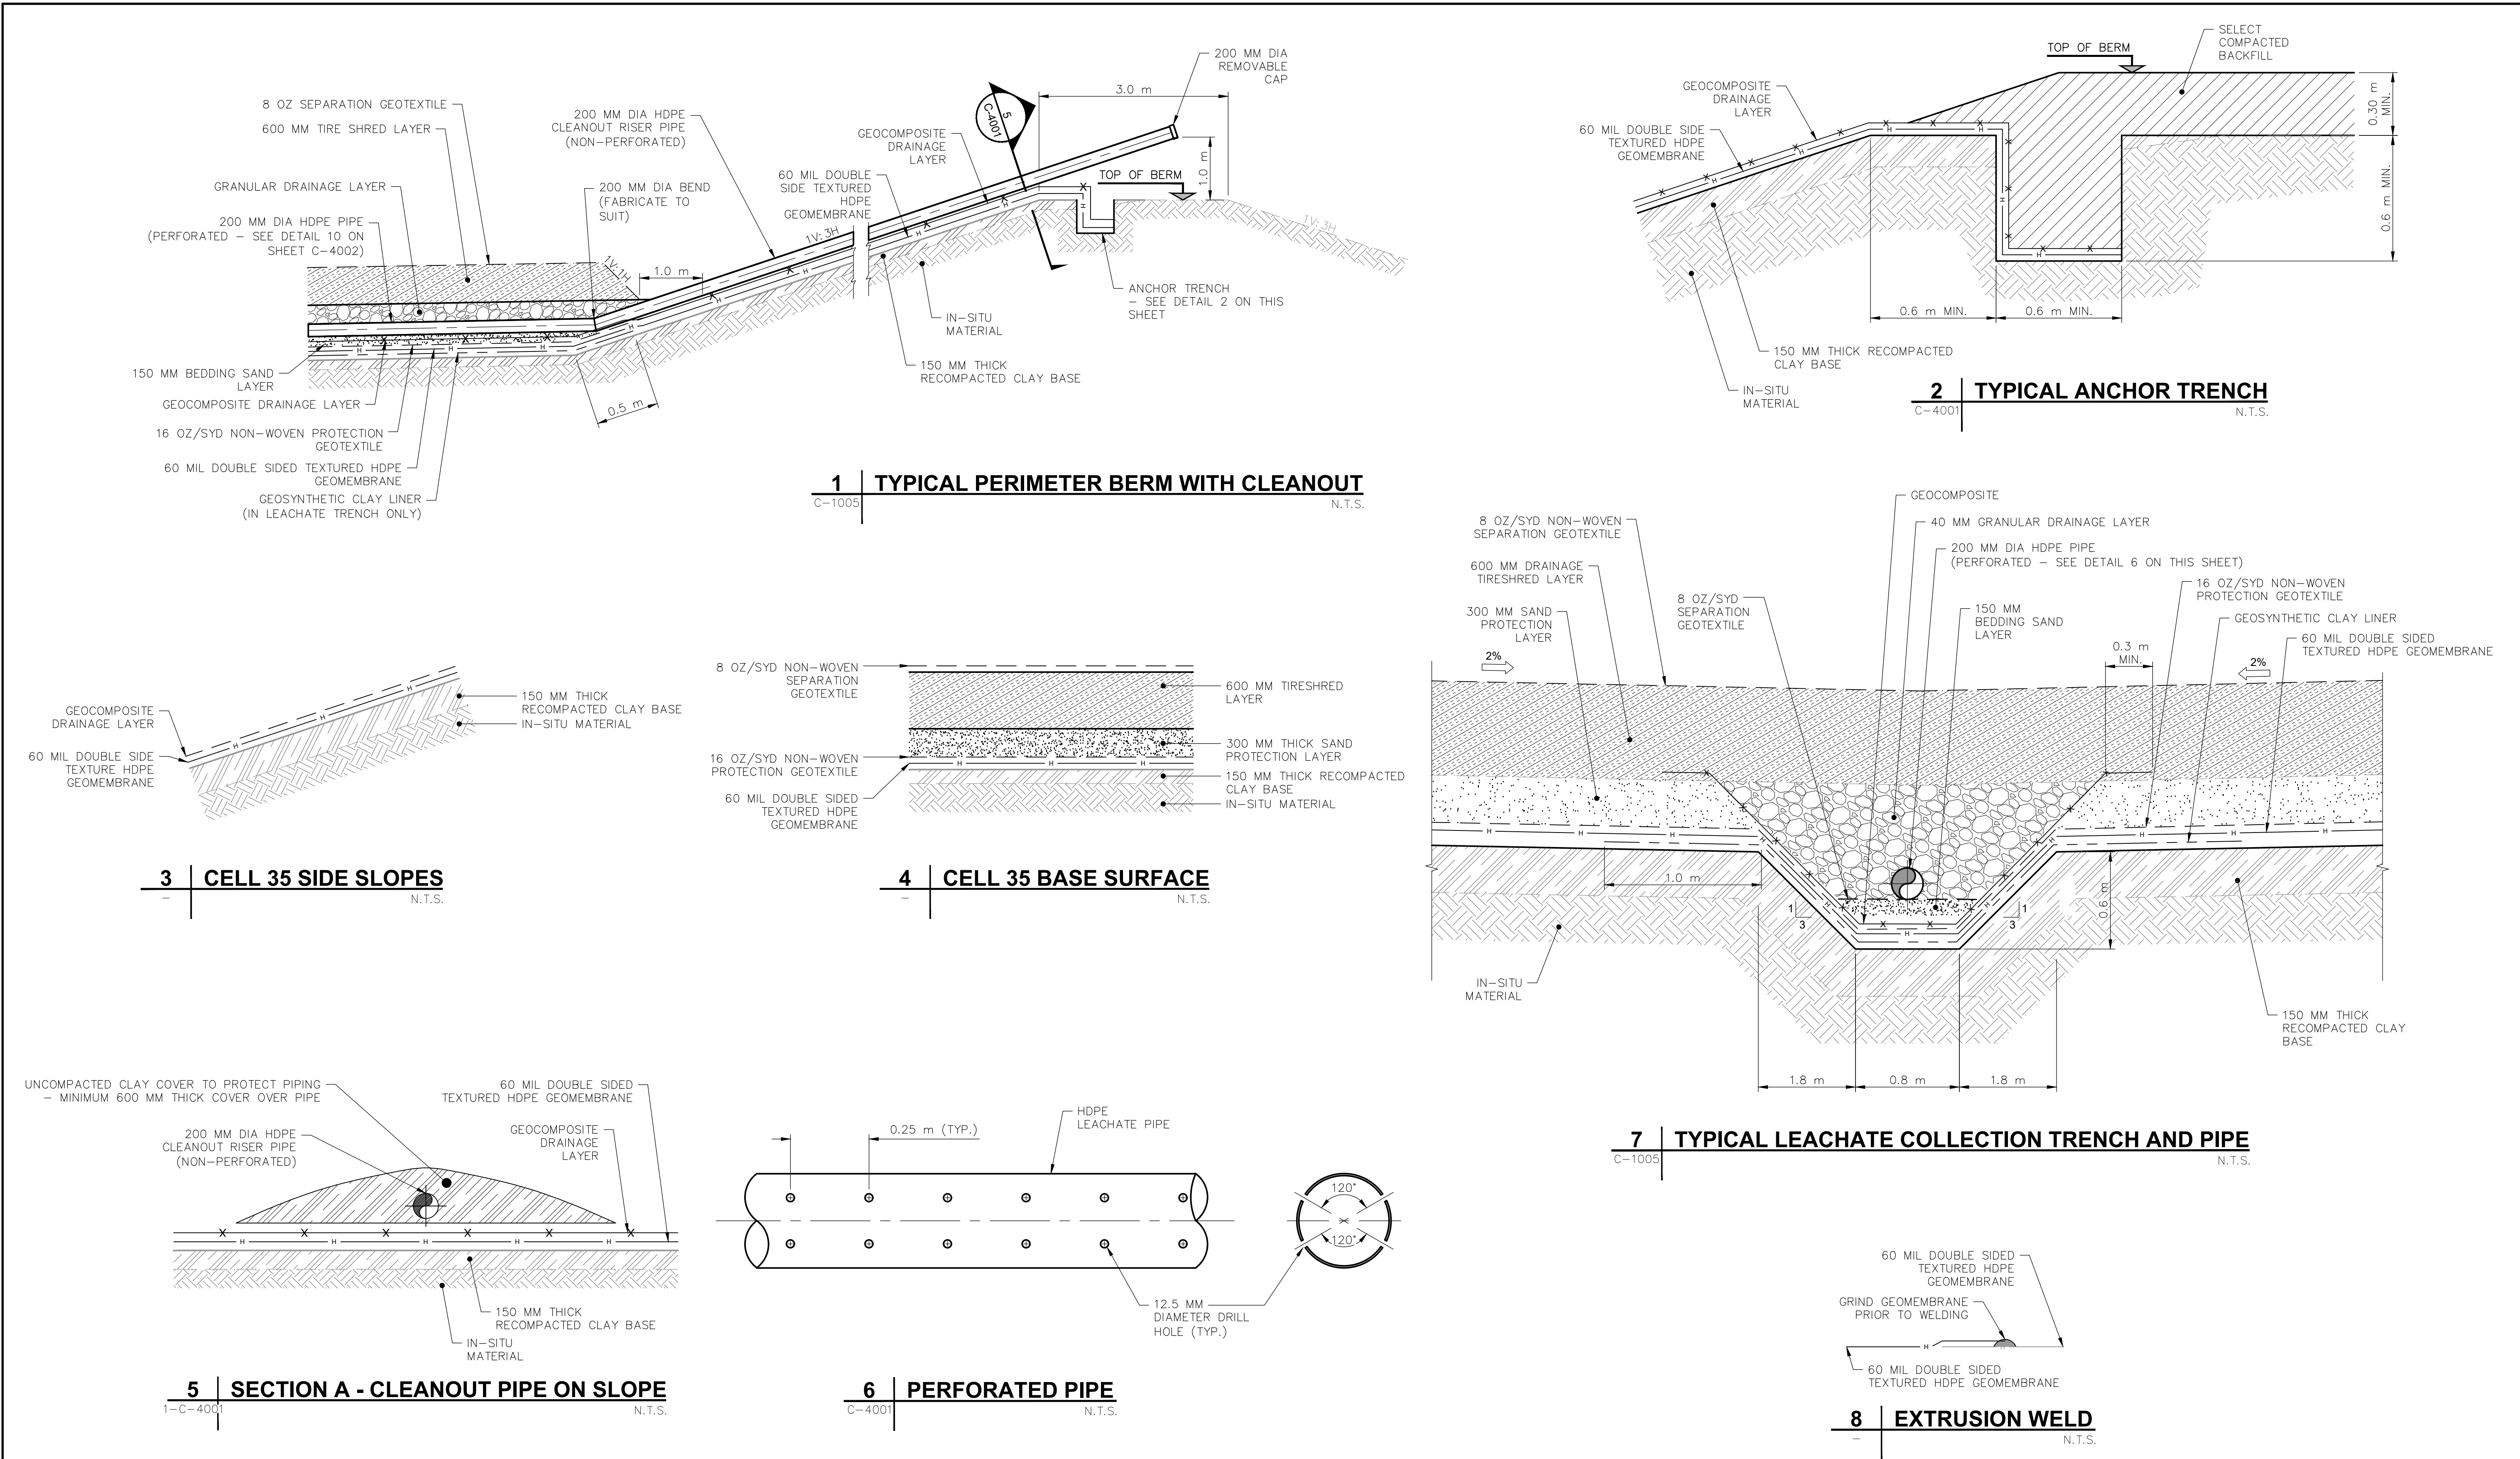 8 OZ SEPARATION GEOTEXTILE
600 MM TIRE SHRED LAYER
GRANULAR DRAINAGE LAYER
200 MM DIA HDPE PIPE
(PERFORATED – SEE DETAIL 10 ON
SHEET C-4002)
150 MM BEDDING SAND
LAYER
GEOCOMPOSITE DRAINAGE LAYER
16 OZ/SYD NON-WOVEN PROTECTION
GEOTEXTILE
60 MIL DOUBLE SIDED TEXTURED HDPE
GEOMEMBRANE
GEOSYNTHETIC CLAY LINER
(IN LEACHATE TRENCH ONLY)
200 MM DIA HDPE
CLEANOUT RISER PIPE
(NON-PERFORATED)
200 MM DIA BEND
(FABRICATE TO
SUIT)
1V:1H
1.0 m
0.5 m
1V:3H
60 MIL DOUBLE
SIDE TEXTURED
HDPE
GEOMEMBRANE
GEOCOMPOSITE
DRAINAGE
LAYER
5
C-4001
3.0 m
200 MM DIA
REMOVABLE
CAP
1.0 m
TOP OF BERM
1V:3H
X
H
ANCHOR TRENCH
– SEE DETAIL 2 ON THIS
SHEET
IN-SITU
MATERIAL
150 MM THICK
RECOMPACTED CLAY BASE
1 TYPICAL PERIMETER BERM WITH CLEANOUT
C-1005 N.T.S.
TOP OF BERM
SELECT
COMPACTED
BACKFILL
GEOCOMPOSITE
DRAINAGE
LAYER
60 MIL DOUBLE SIDE
TEXTURED HDPE
GEOMEMBRANE
0.30 m
MIN.
0.6 m MIN.
0.6 m MIN.
0.6 m MIN.
150 MM THICK RECOMPACTED
CLAY BASE
IN-SITU
MATERIAL
2 TYPICAL ANCHOR TRENCH
C-4001 N.T.S.
GEOCOMPOSITE
DRAINAGE LAYER
60 MIL DOUBLE SIDE
TEXTURE HDPE
GEOMEMBRANE
H
150 MM THICK
RECOMPACTED CLAY BASE
IN-SITU MATERIAL
3 CELL 35 SIDE SLOPES
– N.T.S.
8 OZ/SYD NON-WOVEN
SEPARATION
GEOTEXTILE
16 OZ/SYD NON-WOVEN
PROTECTION GEOTEXTILE
60 MIL DOUBLE SIDED
TEXTURED HDPE
GEOMEMBRANE
600 MM TIRESHRED
LAYER
300 MM THICK SAND
PROTECTION LAYER
150 MM THICK RECOMPACTED
CLAY BASE
IN-SITU MATERIAL
H H H H H
4 CELL 35 BASE SURFACE
– N.T.S.
GEOCOMPOSITE
40 MM GRANULAR DRAINAGE LAYER
200 MM DIA HDPE PIPE
(PERFORATED – SEE DETAIL 6 ON THIS SHEET)
8 OZ/SYD NON-WOVEN
SEPARATION GEOTEXTILE
600 MM DRAINAGE
TIRESHRED LAYER
300 MM SAND
PROTECTION
LAYER
8 OZ/SYD
SEPARATION
GEOTEXTILE
150 MM
BEDDING SAND
LAYER
16 OZ/SYD NON-WOVEN
PROTECTION GEOTEXTILE
GEOSYNTHETIC CLAY LINER
60 MIL DOUBLE SIDED
TEXTURED HDPE GEOMEMBRANE
2%
0.3 m
MIN.
2%
1.0 m
1
3
1
3
0.6 m
IN-SITU
MATERIAL
150 MM THICK
RECOMPACTED CLAY
BASE
1.8 m 0.8 m 1.8 m
7 TYPICAL LEACHATE COLLECTION TRENCH AND PIPE
C-1005 N.T.S.
UNCOMPACTED CLAY COVER TO PROTECT PIPING
– MINIMUM 600 MM THICK COVER OVER PIPE
200 MM DIA HDPE
CLEANOUT RISER PIPE
(NON-PERFORATED)
60 MIL DOUBLE SIDED
TEXTURED HDPE GEOMEMBRANE
GEOCOMPOSITE
DRAINAGE
LAYER
X X X X X X
H H H H H
150 MM THICK
RECOMPACTED CLAY BASE
IN-SITU
MATERIAL
5 SECTION A - CLEANOUT PIPE ON SLOPE
1-C-4001 N.T.S.
0.25 m (TYP.)
HDPE
LEACHATE PIPE
120°
120°
12.5 MM
DIAMETER DRILL
HOLE (TYP.)
6 PERFORATED PIPE
C-4001 N.T.S.
60 MIL DOUBLE SIDED
TEXTURED HDPE
GEOMEMBRANE
GRIND GEOMEMBRANE
PRIOR TO WELDING
H
60 MIL DOUBLE SIDED
TEXTURED HDPE GEOMEMBRANE
8 EXTRUSION WELD
– N.T.S.